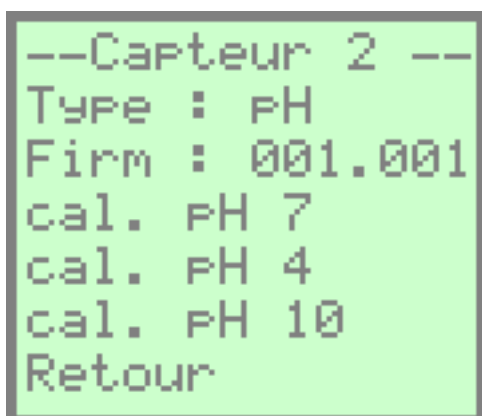 --Capteur 2 --
Type : pH
Firm : 001.001
cal. pH 7
cal. pH 4
cal. pH 10
Retour